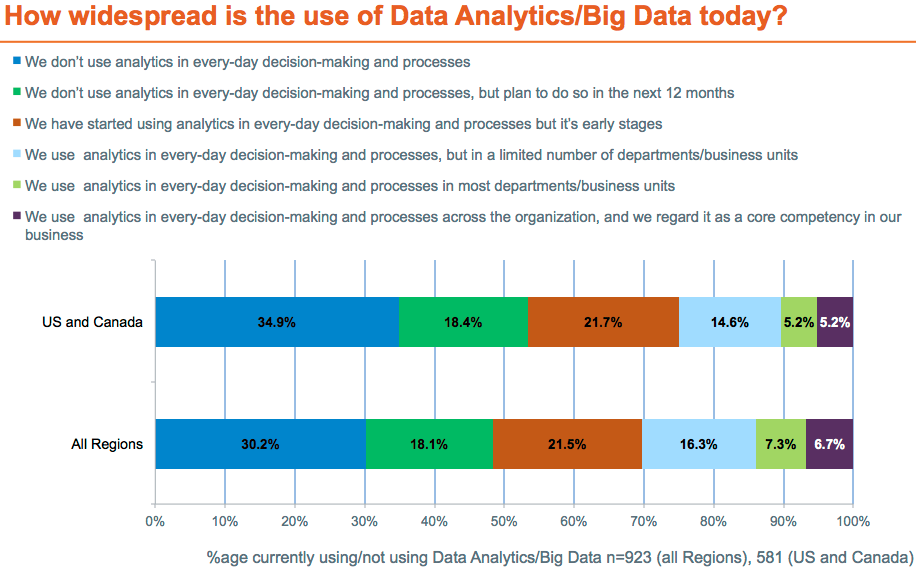 How widespread is the use of Data Analytics/Big Data today?
We don't use analytics in every-day decision-making and processes
We don't use analytics in every-day decision-making and processes, but plan to do so in the next 12 months
We have started using analytics in every-day decision-making and processes but it's early stages
We use  analytics in every-day decision-making and processes, but in a limited number of departments/business units
We use  analytics in every-day decision-making and processes in most departments/business units
We use  analytics in every-day decision-making and processes across the organization, and we regard it as a core competency in our
business
US and Canada 34.9% 18.4% 21.7% 14.6% 5.2% 5.2%
All Regions 30.2% 18.1% 21.5% 16.3% 7.3% 6.7%
0% 10% 20% 30% 40% 50% 60% 70% 80% 90% 100%
%age currently using/not using Data Analytics/Big Data n=923 (all Regions), 581 (US and Canada)